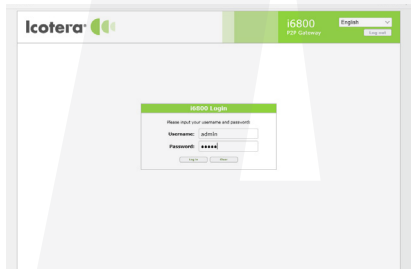 Icotera
i6800
P2P Gateway
English
Log out
i6800 Login
Please input your username and password!
Username: admin
Password: •••••
Log in